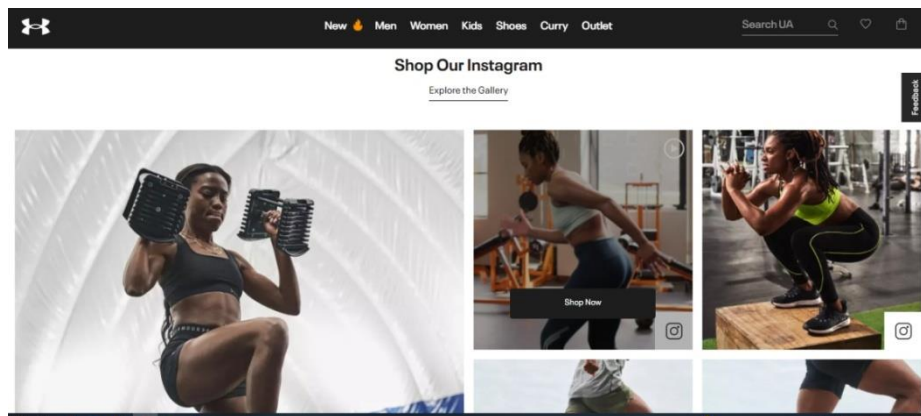 New Men Women Kids Shoes Curry Outlet Search UA
Shop Our Instagram
Explore the Gallery
Feedback
Shop Now